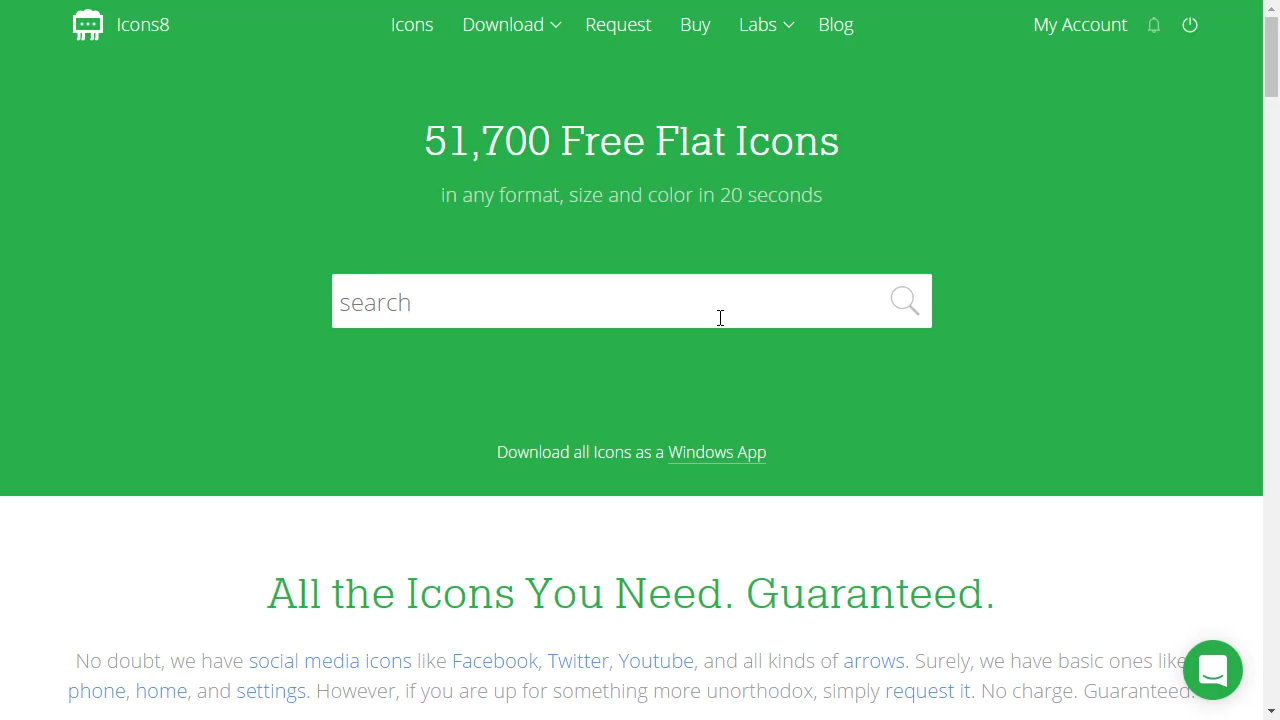 Icons8 Icons Download Request Buy Labs Blog My Account
51,700 Free Flat Icons
in any format, size and color in 20 seconds
search
Download all Icons as a Windows App
All the Icons You Need. Guaranteed.
No doubt, we have social media icons like Facebook, Twitter, Youtube, and all kinds of arrows. Surely, we have basic ones like
phone, home, and settings. However, if you are up for something more unorthodox, simply request it. No charge. Guaranteed.